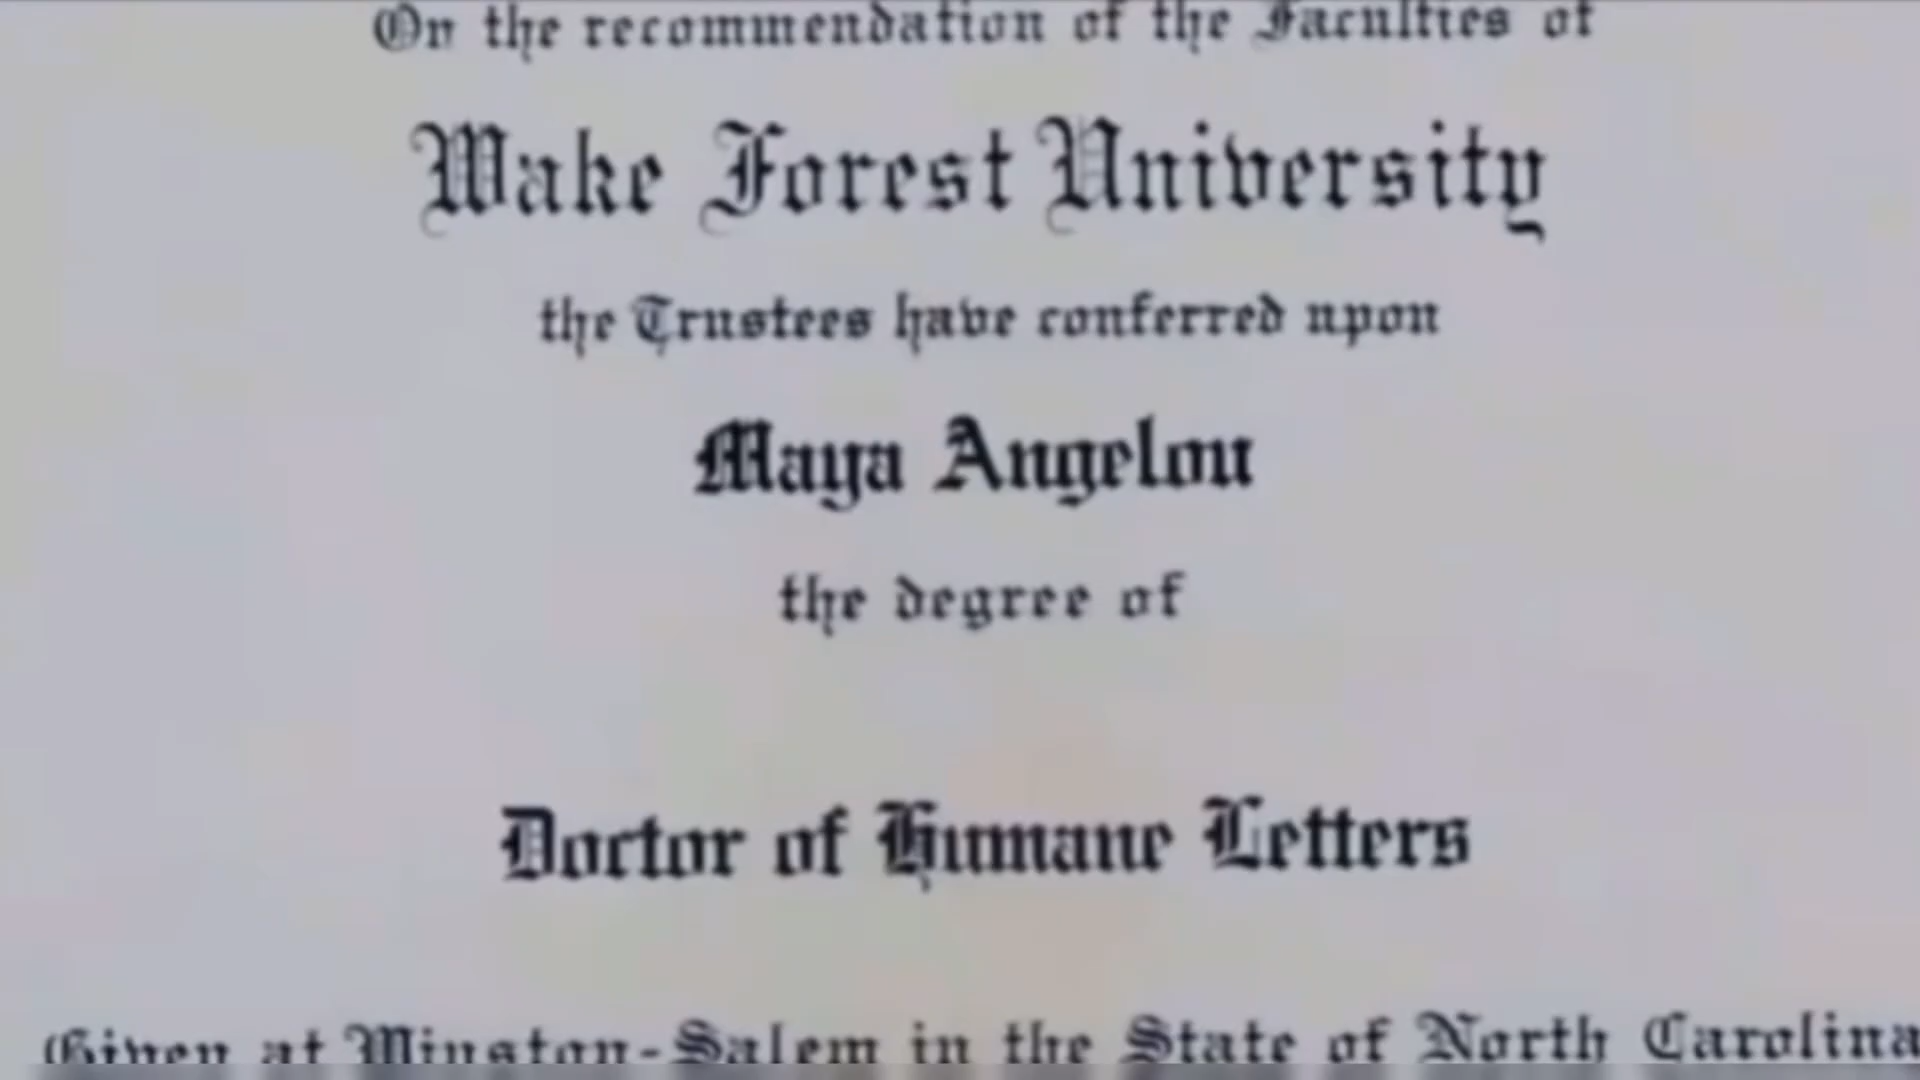 On the recommendation of the Faculties of
Wake Forest University
the Trustees have conferred upon
Maya Angelou
the degree of
Doctor of Humane Letters
Given at Winston-Salem in the State of North Carolina